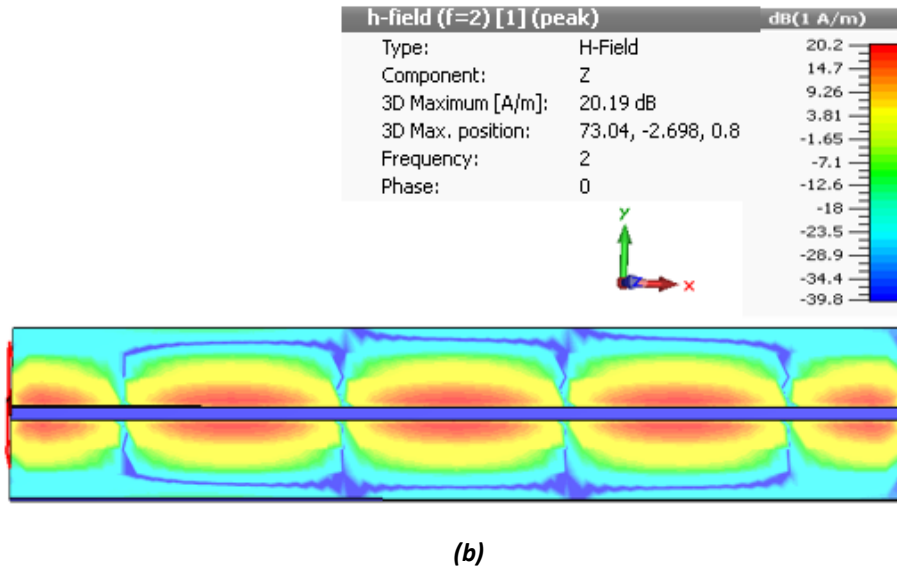 h-field (f=2) [1] (peak)
Type: H-Field
Component: Z
3D Maximum [A/m]: 20.19 dB
3D Max. position: 73.04, -2.698, 0.8
Frequency: 2
Phase: 0
dB(1 A/m)
20.2
14.7
9.26
3.81
-1.65
-7.1
-12.6
-18
-23.5
-28.9
-34.4
-39.8
y
z
x
(b)